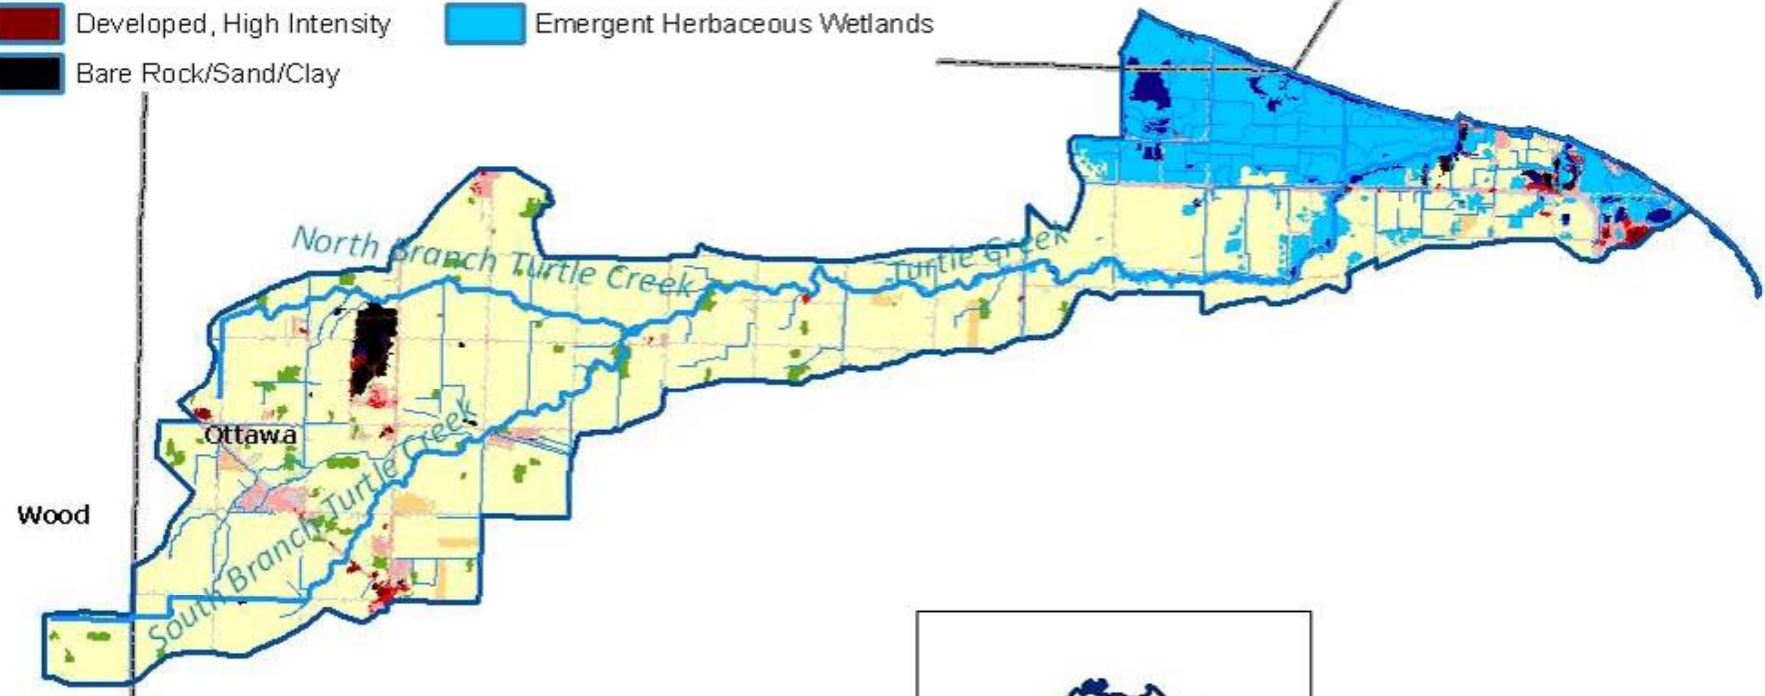 Developed, High Intensity
Emergent Herbaceous Wetlands
Bare Rock/Sand/Clay
North Branch Turtle Creek
Turtle Creek
Ottawa
South Branch Turtle Creek
Wood